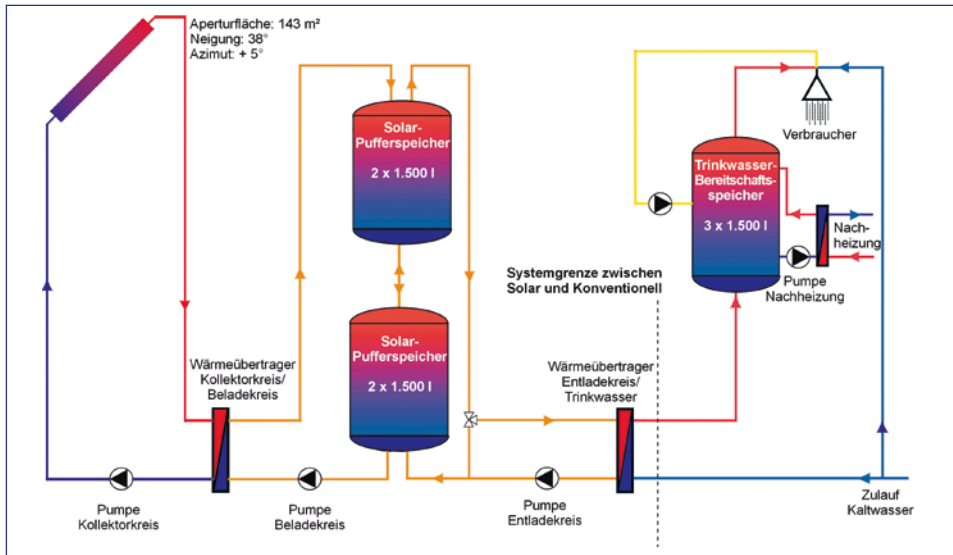 Aperturfläche: 143 m²
Neigung: 38°
Azimut: + 5°
Solar-
Pufferspeicher
2 x 1.500 l
Verbraucher
Trinkwasser-
Bereitschafts-
speicher
3 x 1.500 l
Nach-
heizung
Pumpe
Nachheizung
Systemgrenze zwischen
Solar und Konventionell
Solar-
Pufferspeicher
2 x 1.500 l
Wärmeübertrager
Kollektorkreis/
Beladekreis
Wärmeübertrager
Entladekreis/
Trinkwasser
Pumpe
Kollektorkreis
Pumpe
Beladekreis
Pumpe
Entladekreis
Zulauf
Kaltwasser